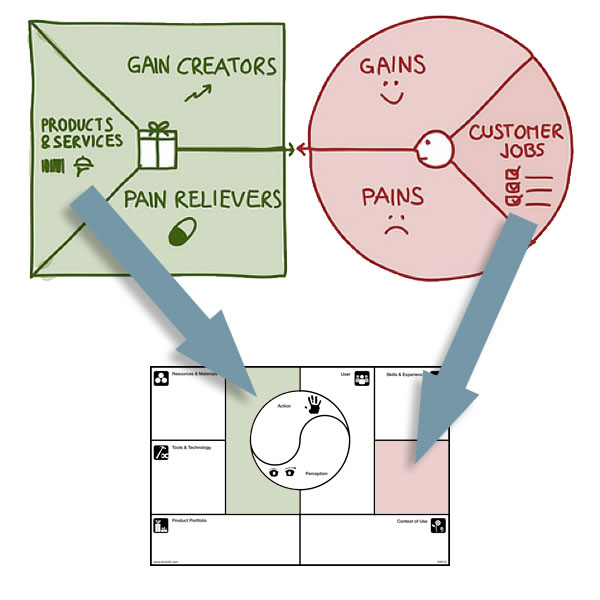 GAIN CREATORS
GAINS
PRODUCTS
& SERVICES
CUSTOMER
JOBS
PAIN RELIEVERS
PAINS
Resources & Materials
User
Skills & Experience
Action
Tools & Technology
Perception
Product Portfolio
Context of Use